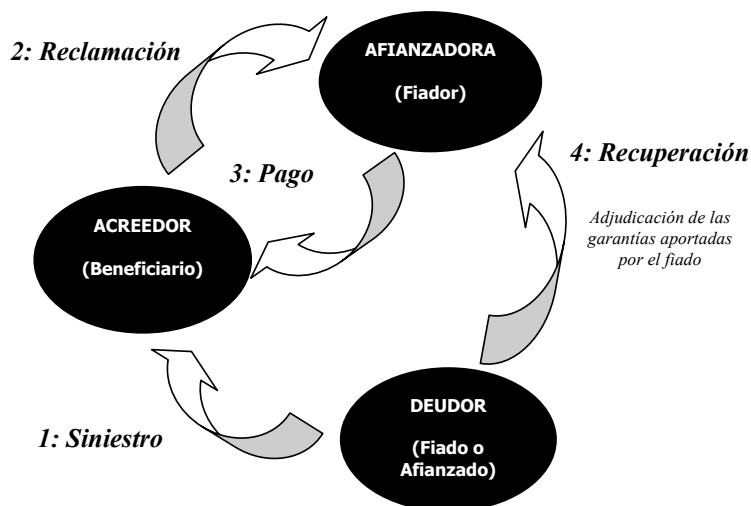 2: Reclamación
AFIANZADORA
(Fiador)
3: Pago
4: Recuperación
Adjudicación de las
garantías aportadas
por el fiado
ACREEDOR
(Beneficiario)
1: Siniestro
DEUDOR
(Fiado o
Afianzado)